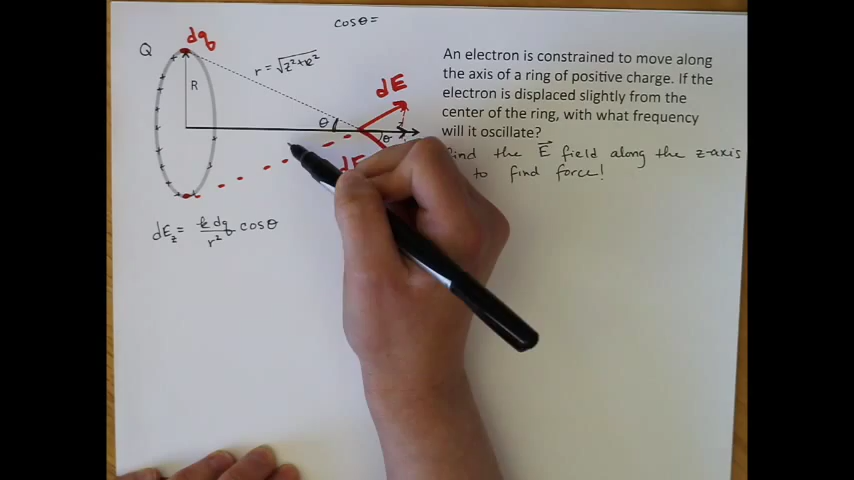 cosθ=
Q
dq
r = √z²+R²
R
dE
θ
θ
dE
An electron is constrained to move along
the axis of a ring of positive charge. If the
electron is displaced slightly from the
center of the ring, with what frequency
will it oscillate?
find the E field along the z-axis
to find force!
dE_z = k dq / r² cosθ